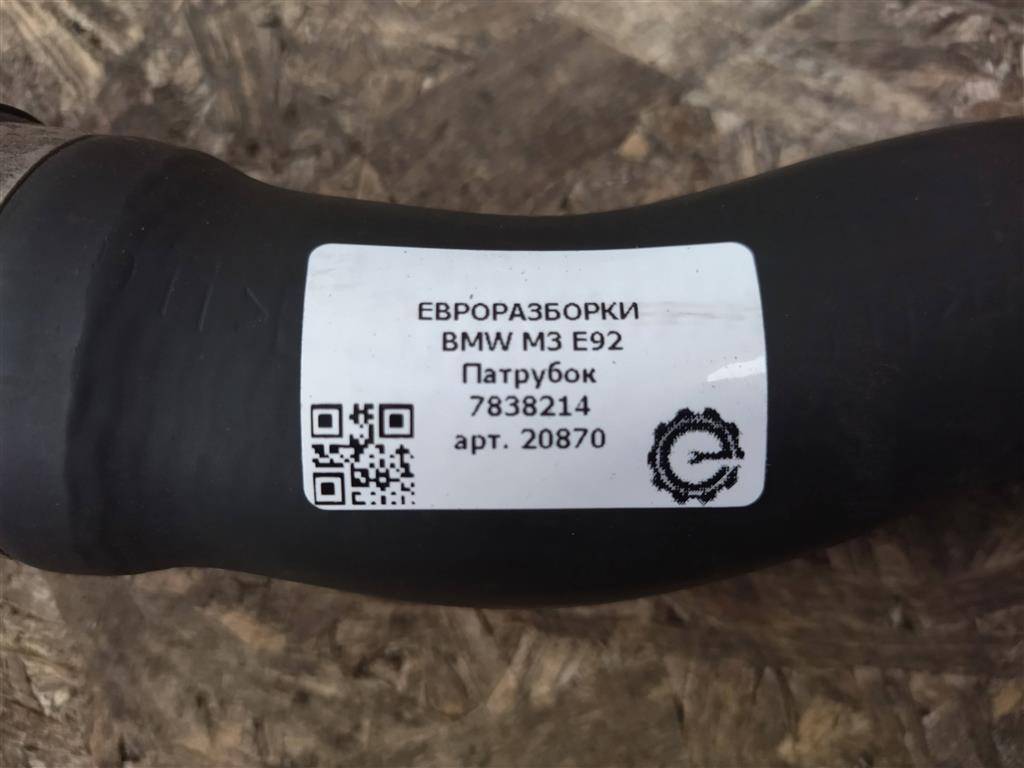 ЕВРОРАЗБОРКИ
BMW M3 E92
Патрубок
7838214
арт. 20870